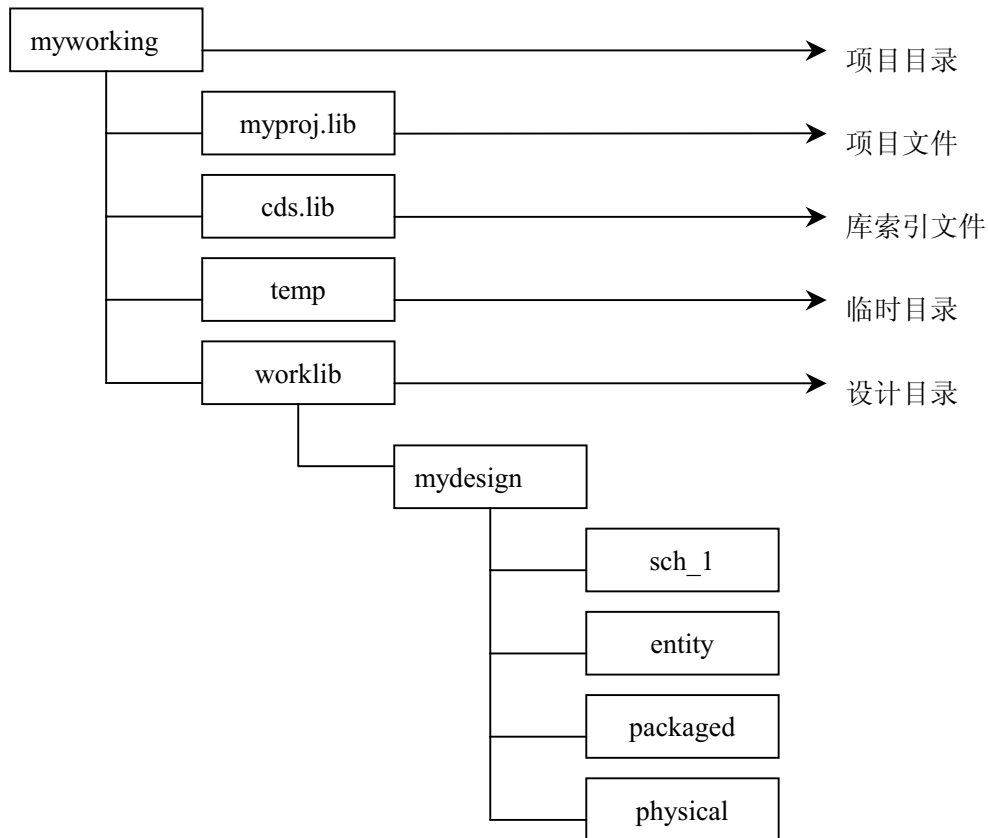 myworking 项目目录
myproj.lib 项目文件
cds.lib 库索引文件
temp 临时目录
worklib 设计目录
mydesign
sch_1
entity
packaged
physical